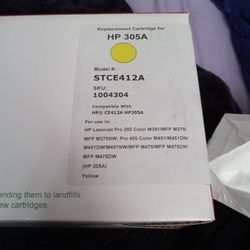 Replacement Cartridge for
HP 305A
Model #:
STCE412A
SKU:
1004304
Compatible With
HP® CE412A HP305A
For use in:
HP LaserJet Pro 300 Color M351/MFP M375/
MFP M375NW; Pro 400 Color M451/M451DN/
M451DW/M451NW/MFP M475/MFP M475DN/
MFP M475DW
(HP 305A)
Yellow
ending them to landfills.
ew cartridges.